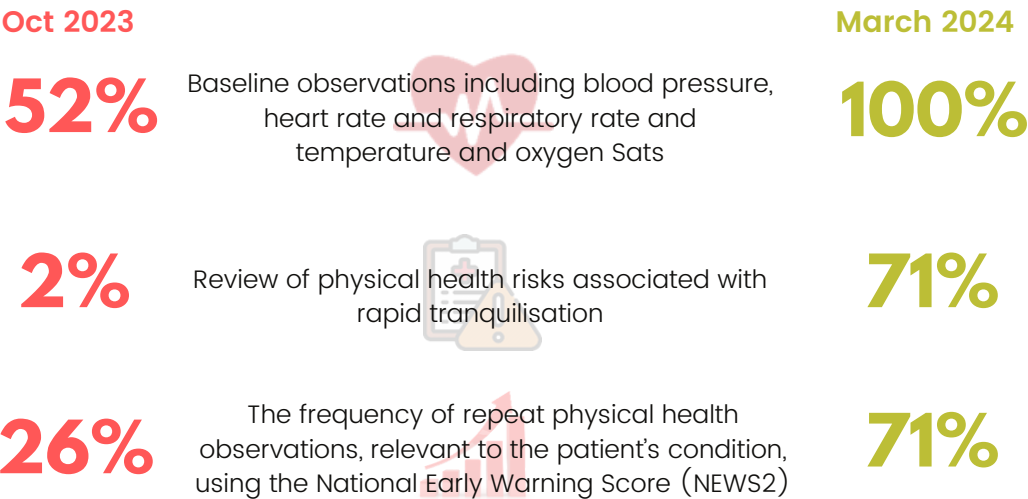 Oct 2023
March 2024
52%
Baseline observations including blood pressure,
heart rate and respiratory rate and
temperature and oxygen Sats
100%
2%
Review of physical health risks associated with
rapid tranquilisation
71%
26%
The frequency of repeat physical health
observations, relevant to the patient's condition,
using the National Early Warning Score (NEWS2)
71%